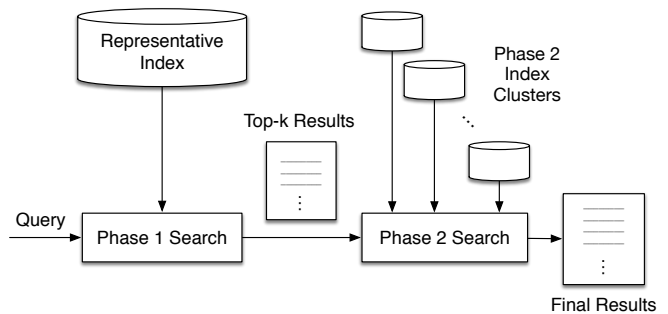 Representative
Index
Phase 2
Index
Clusters
Top-k Results
Query
Phase 1 Search
Phase 2 Search
Final Results